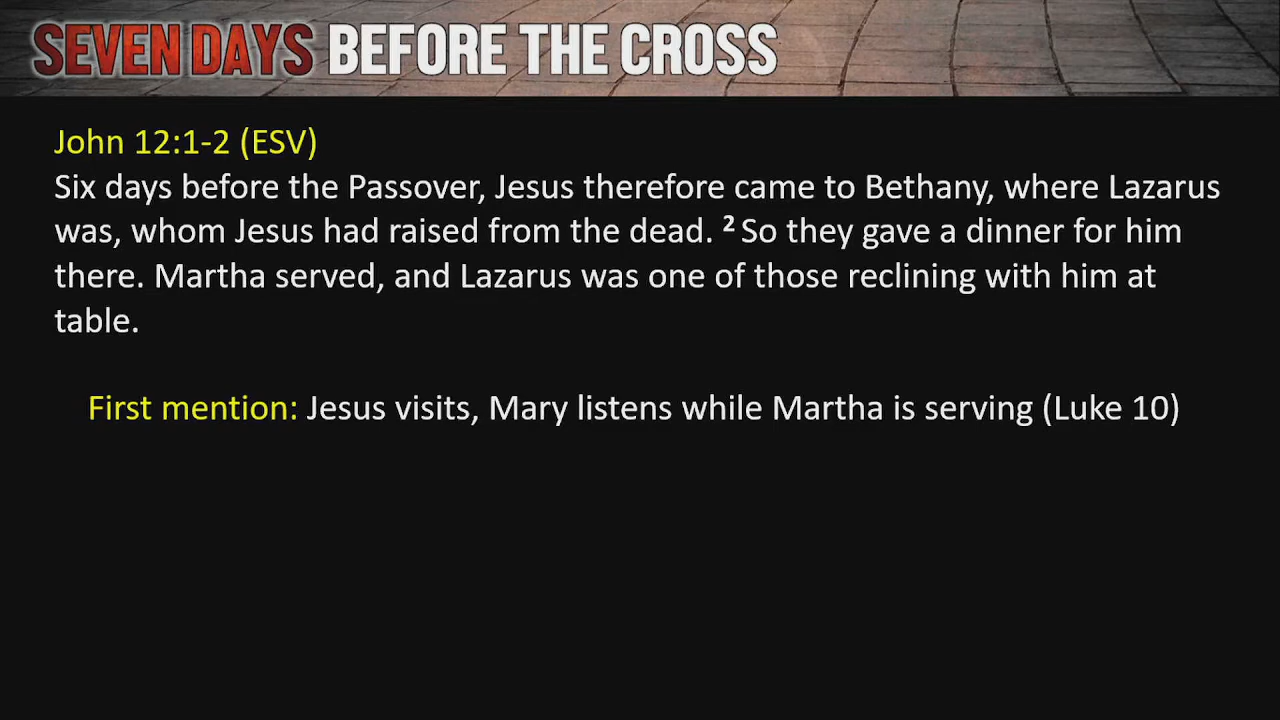 SEVEN DAYS BEFORE THE CROSS
John 12:1-2 (ESV)
Six days before the Passover, Jesus therefore came to Bethany, where Lazarus
was, whom Jesus had raised from the dead. ² So they gave a dinner for him
there. Martha served, and Lazarus was one of those reclining with him at
table.
First mention: Jesus visits, Mary listens while Martha is serving (Luke 10)